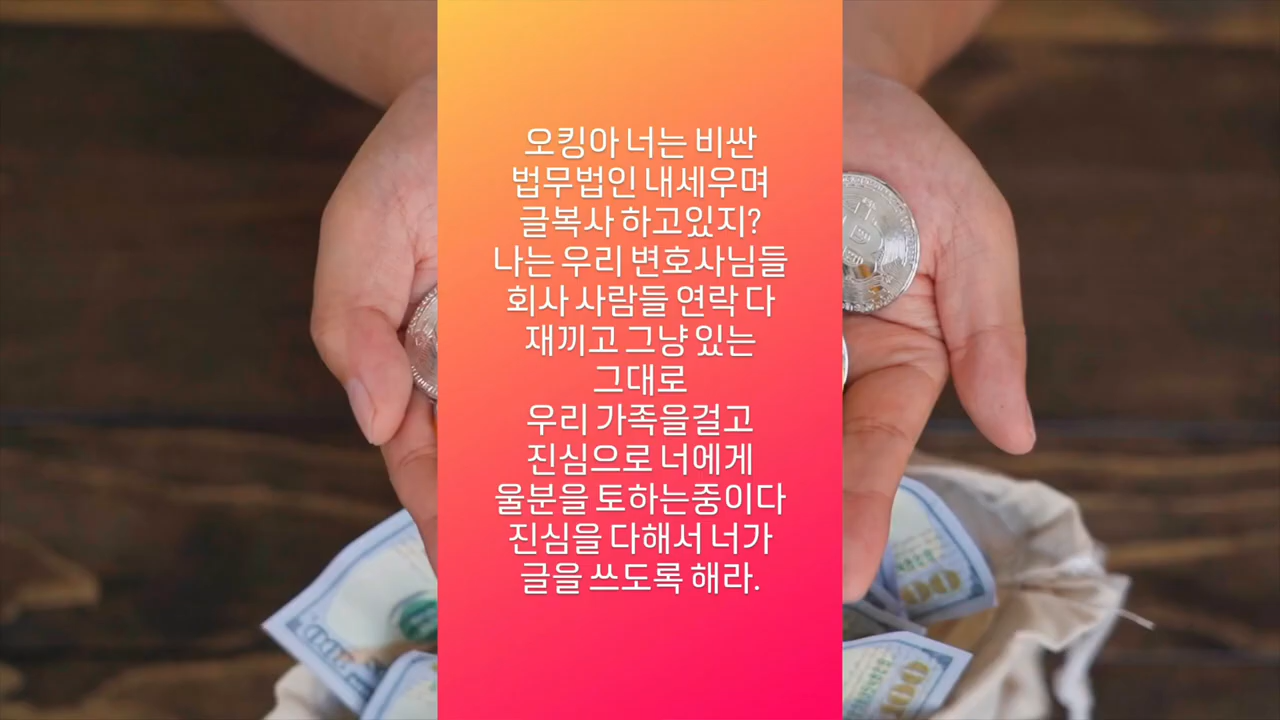 오킹아 너는 비싼
법무법인 내세우며
글복사 하고있지?
나는 우리 변호사님들
회사 사람들 연락 다
재끼고 그냥 있는
그대로
우리 가족을걸고
진심으로 너에게
울분을 토하는중이다
진심을 다해서 너가
글을 쓰도록 해라.